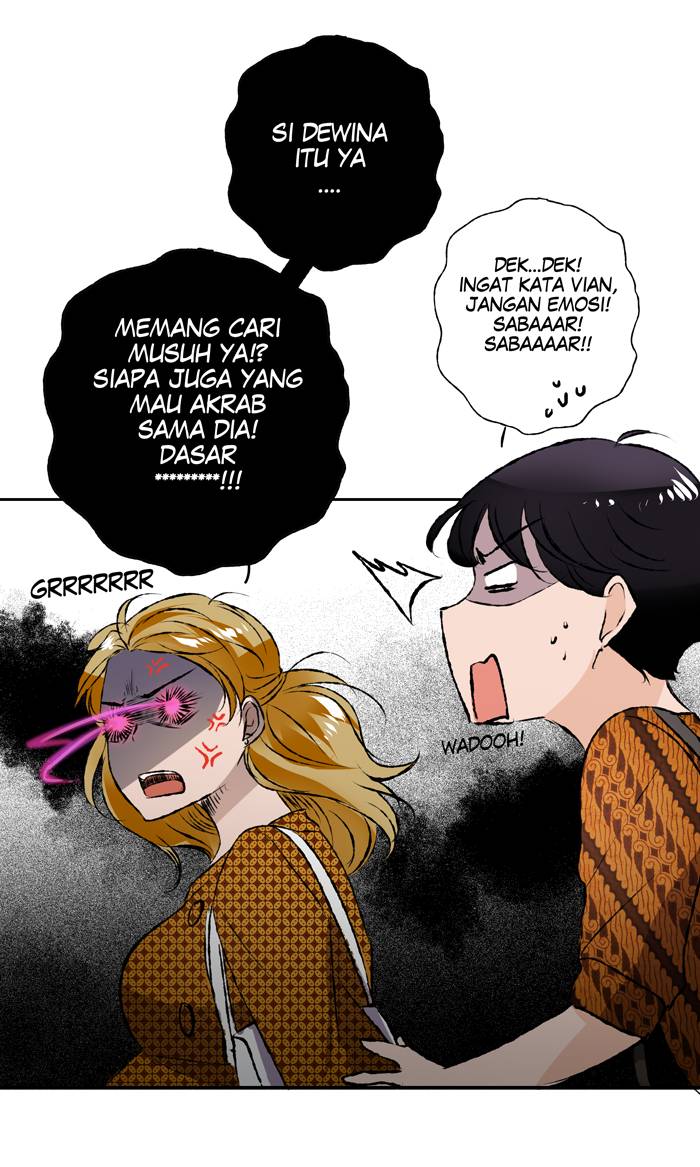 SI DEWINA
ITU YA
....
DEK...DEK!
INGAT KATA VIAN,
JANGAN EMOSI!
SABAAAR!
SABAAAAR!!
MEMANG CARI
MUSUH YA!?
SIAPA JUGA YANG
MAU AKRAB
SAMA DIA!
DASAR
*********!!!
GRRRRRRR
WADOOH!